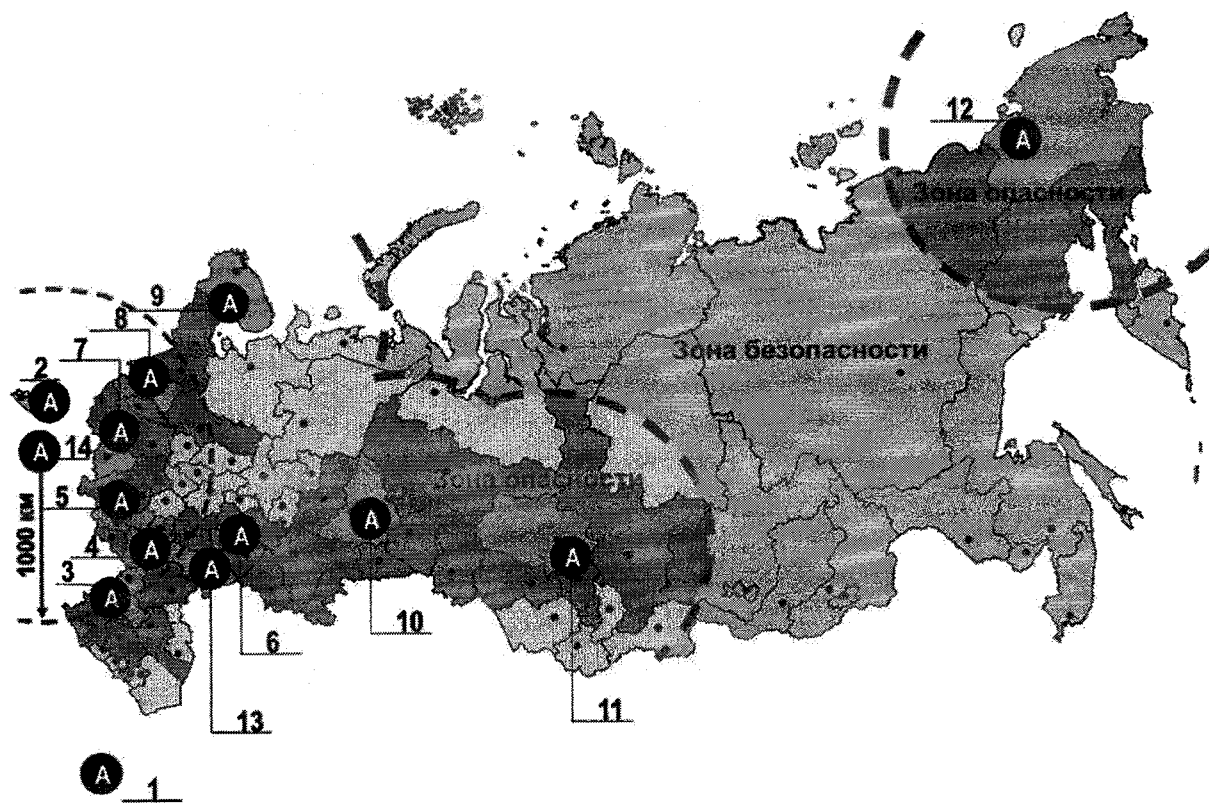 12
A
Зона опасности
9
A
8
Зона безопасности
7
A
2
A
A
A
14
Зона опасности
5
A
A
A
1000 км
4
A
A
A
3
A
10
6
11
13
A
1